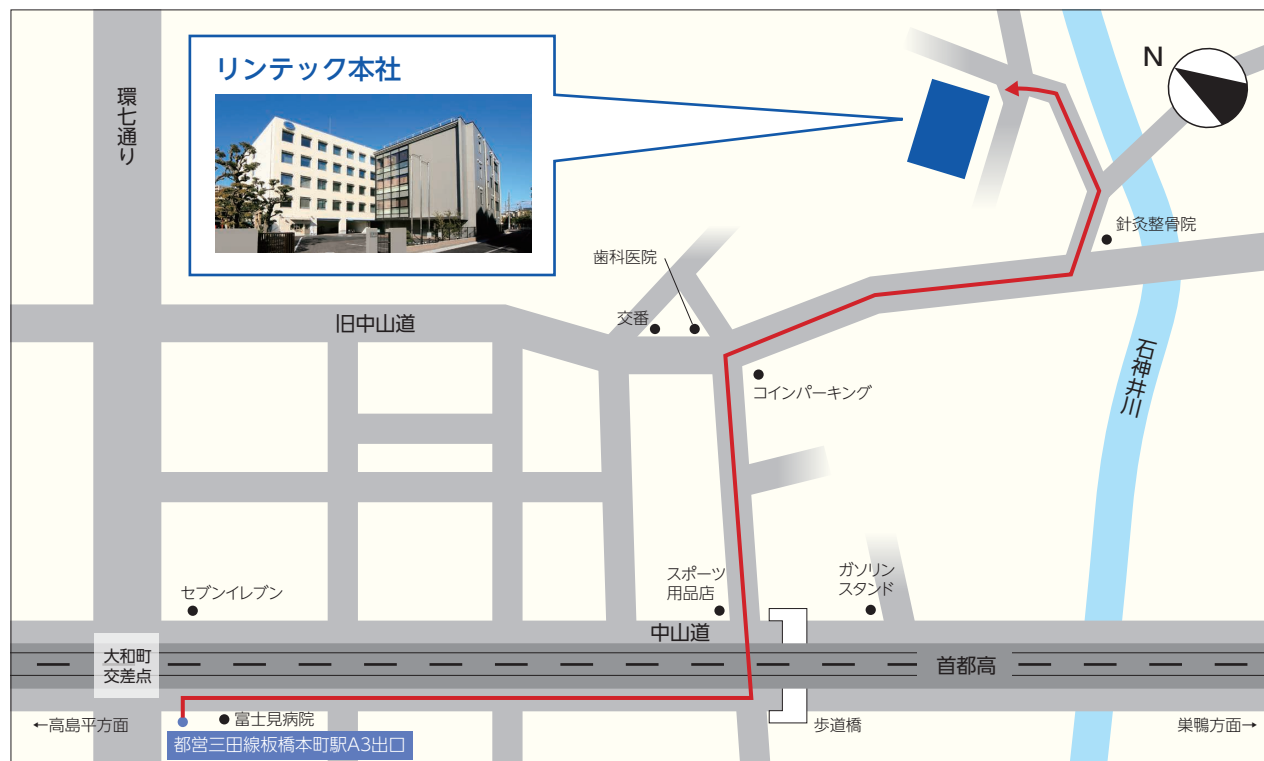 リンテック本社
N
環七通り
針灸整骨院
歯科医院
交番
旧中山道
石神井川
コインパーキング
セブンイレブン
スポーツ
用品店
ガソリン
スタンド
中山道
大和町
交差点
首都高
←高島平方面
富士見病院
歩道橋
巣鴨方面→
都営三田線板橋本町駅A3出口